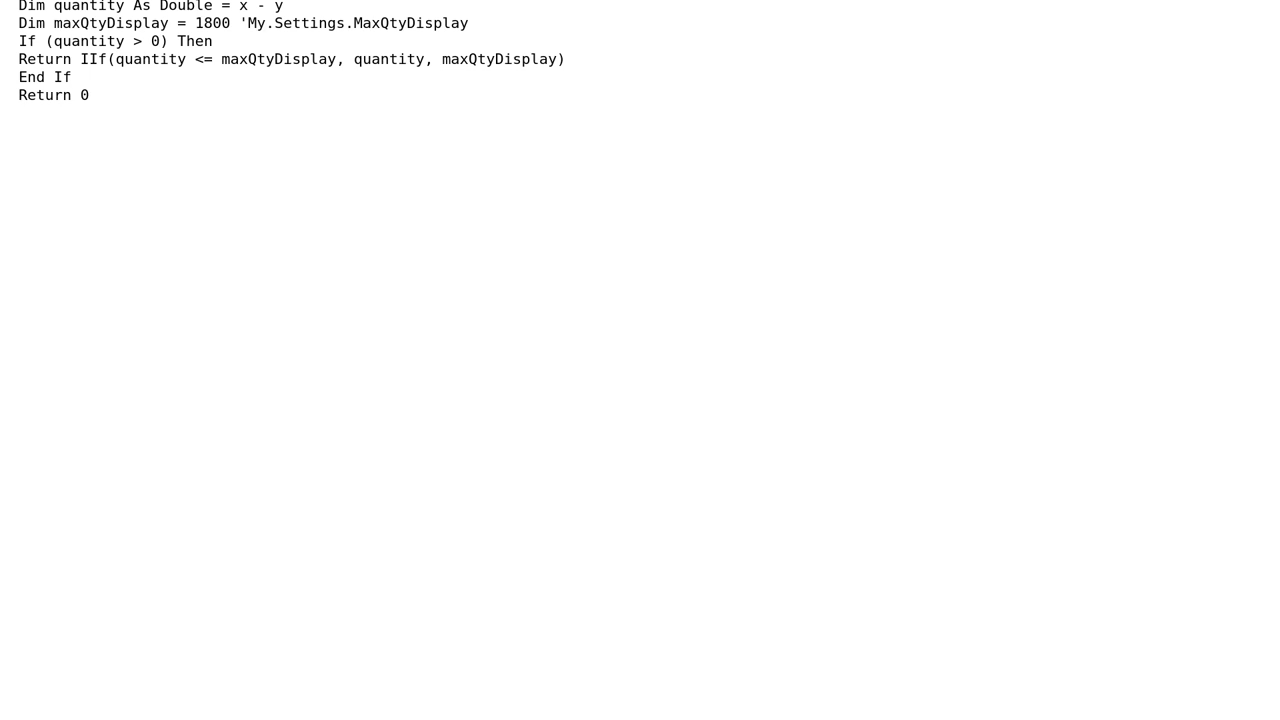 Dim quantity As Double = x - y
Dim maxQtyDisplay = 1800 'My.Settings.MaxQtyDisplay
If (quantity > 0) Then
Return IIf(quantity <= maxQtyDisplay, quantity, maxQtyDisplay)
End If
Return 0